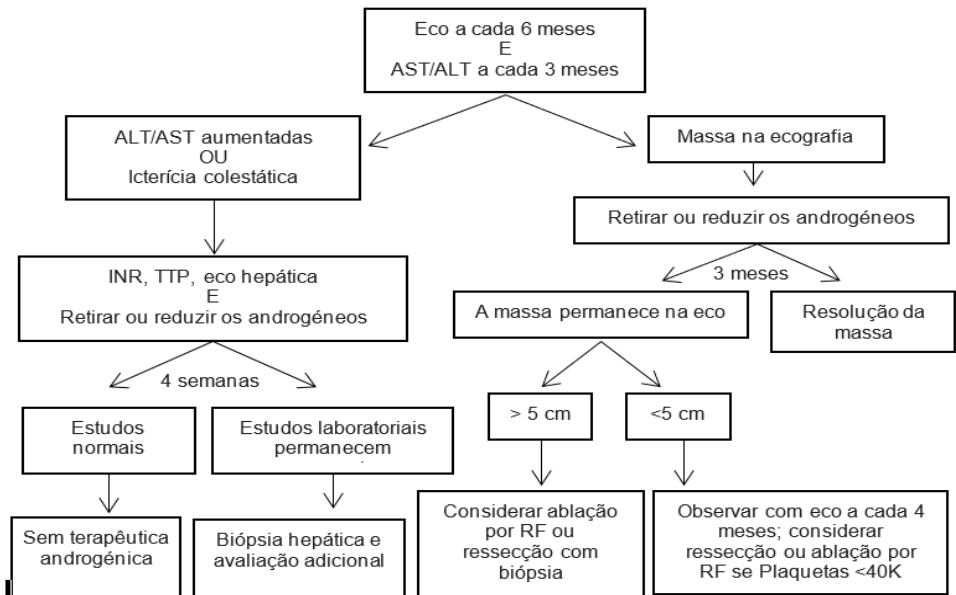 Eco a cada 6 meses
E
AST/ALT a cada 3 meses
ALT/AST aumentadas
OU
Icterícia colestática
Massa na ecografia
Retirar ou reduzir os androgéneos
INR, TTP, eco hepática
E
Retirar ou reduzir os androgéneos
3 meses
A massa permanece na eco
Resolução da
massa
4 semanas
> 5 cm
<5 cm
Estudos
normais
Estudos laboratoriais
permanecem
Sem terapêutica
androgénica
Biópsia hepática e
avaliação adicional
Considerar ablação
por RF ou
ressecção com
biópsia
Observar com eco a cada 4
meses; considerar
ressecção ou ablação por
RF se Plaquetas <40K